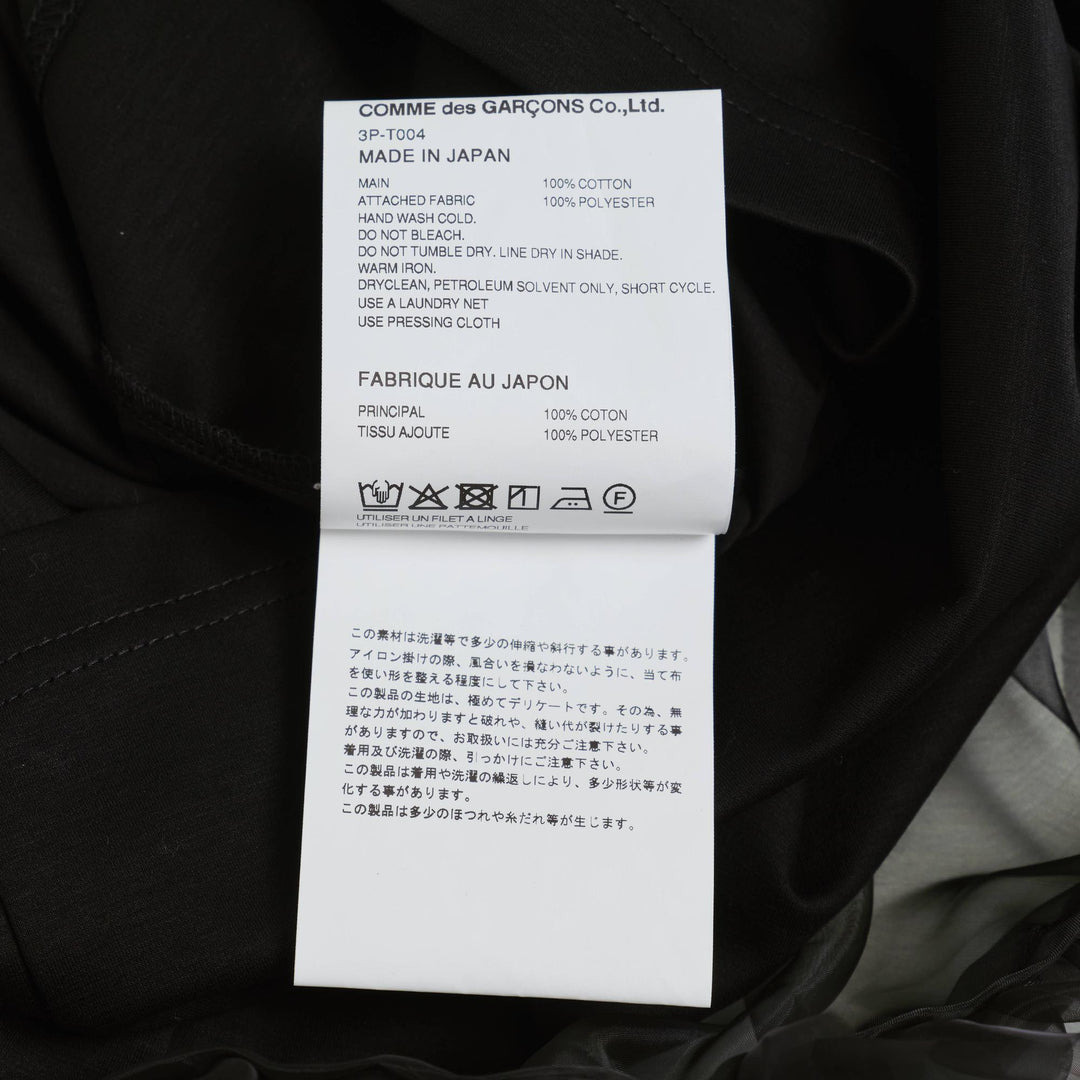 COMME des GARÇONS Co.,Ltd.
3P-T004
MADE IN JAPAN
MAIN 100% COTTON
ATTACHED FABRIC 100% POLYESTER
HAND WASH COLD.
DO NOT BLEACH.
DO NOT TUMBLE DRY. LINE DRY IN SHADE.
WARM IRON.
DRYCLEAN, PETROLEUM SOLVENT ONLY, SHORT CYCLE.
USE A LAUNDRY NET
USE PRESSING CLOTH
FABRIQUE AU JAPON
PRINCIPAL 100% COTON
TISSU AJOUTE 100% POLYESTER
F
UTILISER UN FILET A LINGE
UTILISER UNE PATTEMOUILLE
この素材は洗濯等で多少の伸縮や斜行する事があります。
アイロン掛けの際、風合いを損なわないように、当て布
を使い形を整える程度にして下さい。
この製品の生地は、極めてデリケートです。その為、無
理な力が加わりますと破れや、縫い代が裂けたりする事
がありますので、お取扱いには充分ご注意下さい。
着用及び洗濯の際、引っかけにご注意下さい。
この製品は着用や洗濯の繰返しにより、多少形状等が変
化する事があります。
この製品は多少のほつれや糸だれ等が生じます。